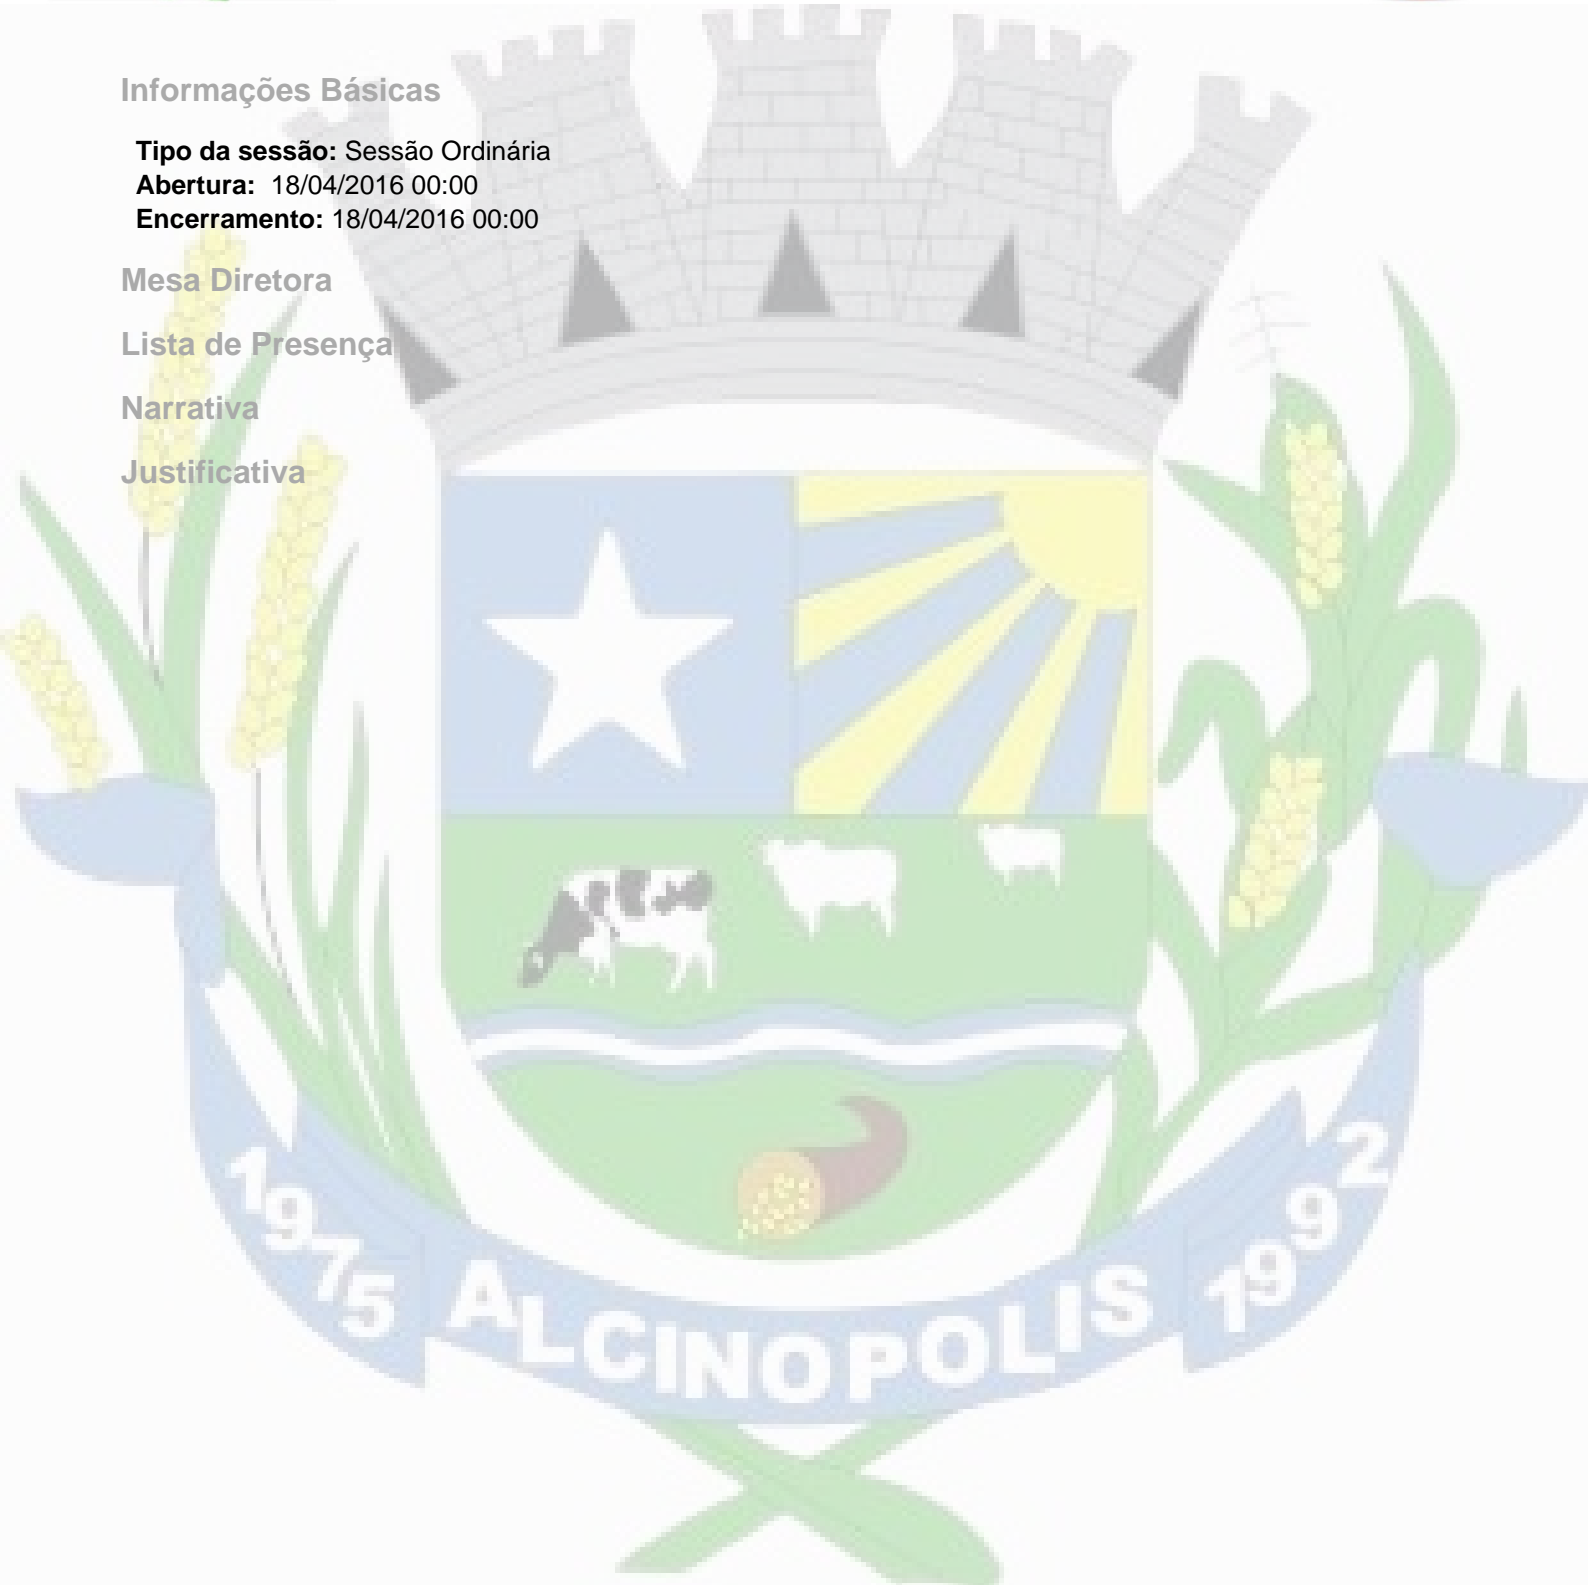 Informações Básicas
Tipo da sessão: Sessão Ordinária
Abertura: 18/04/2016 00:00
Encerramento: 18/04/2016 00:00
Mesa Diretora
Lista de Presença
Narrativa
Justificativa
1975 ALCINOPOLIS 1992